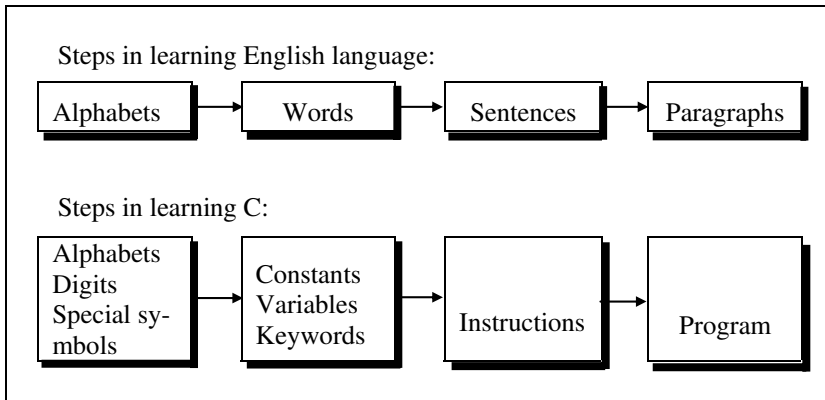 Steps in learning English language:
Alphabets
Words
Sentences
Paragraphs
Steps in learning C:
Alphabets
Digits
Special sy-
mbols
Constants
Variables
Keywords
Instructions
Program